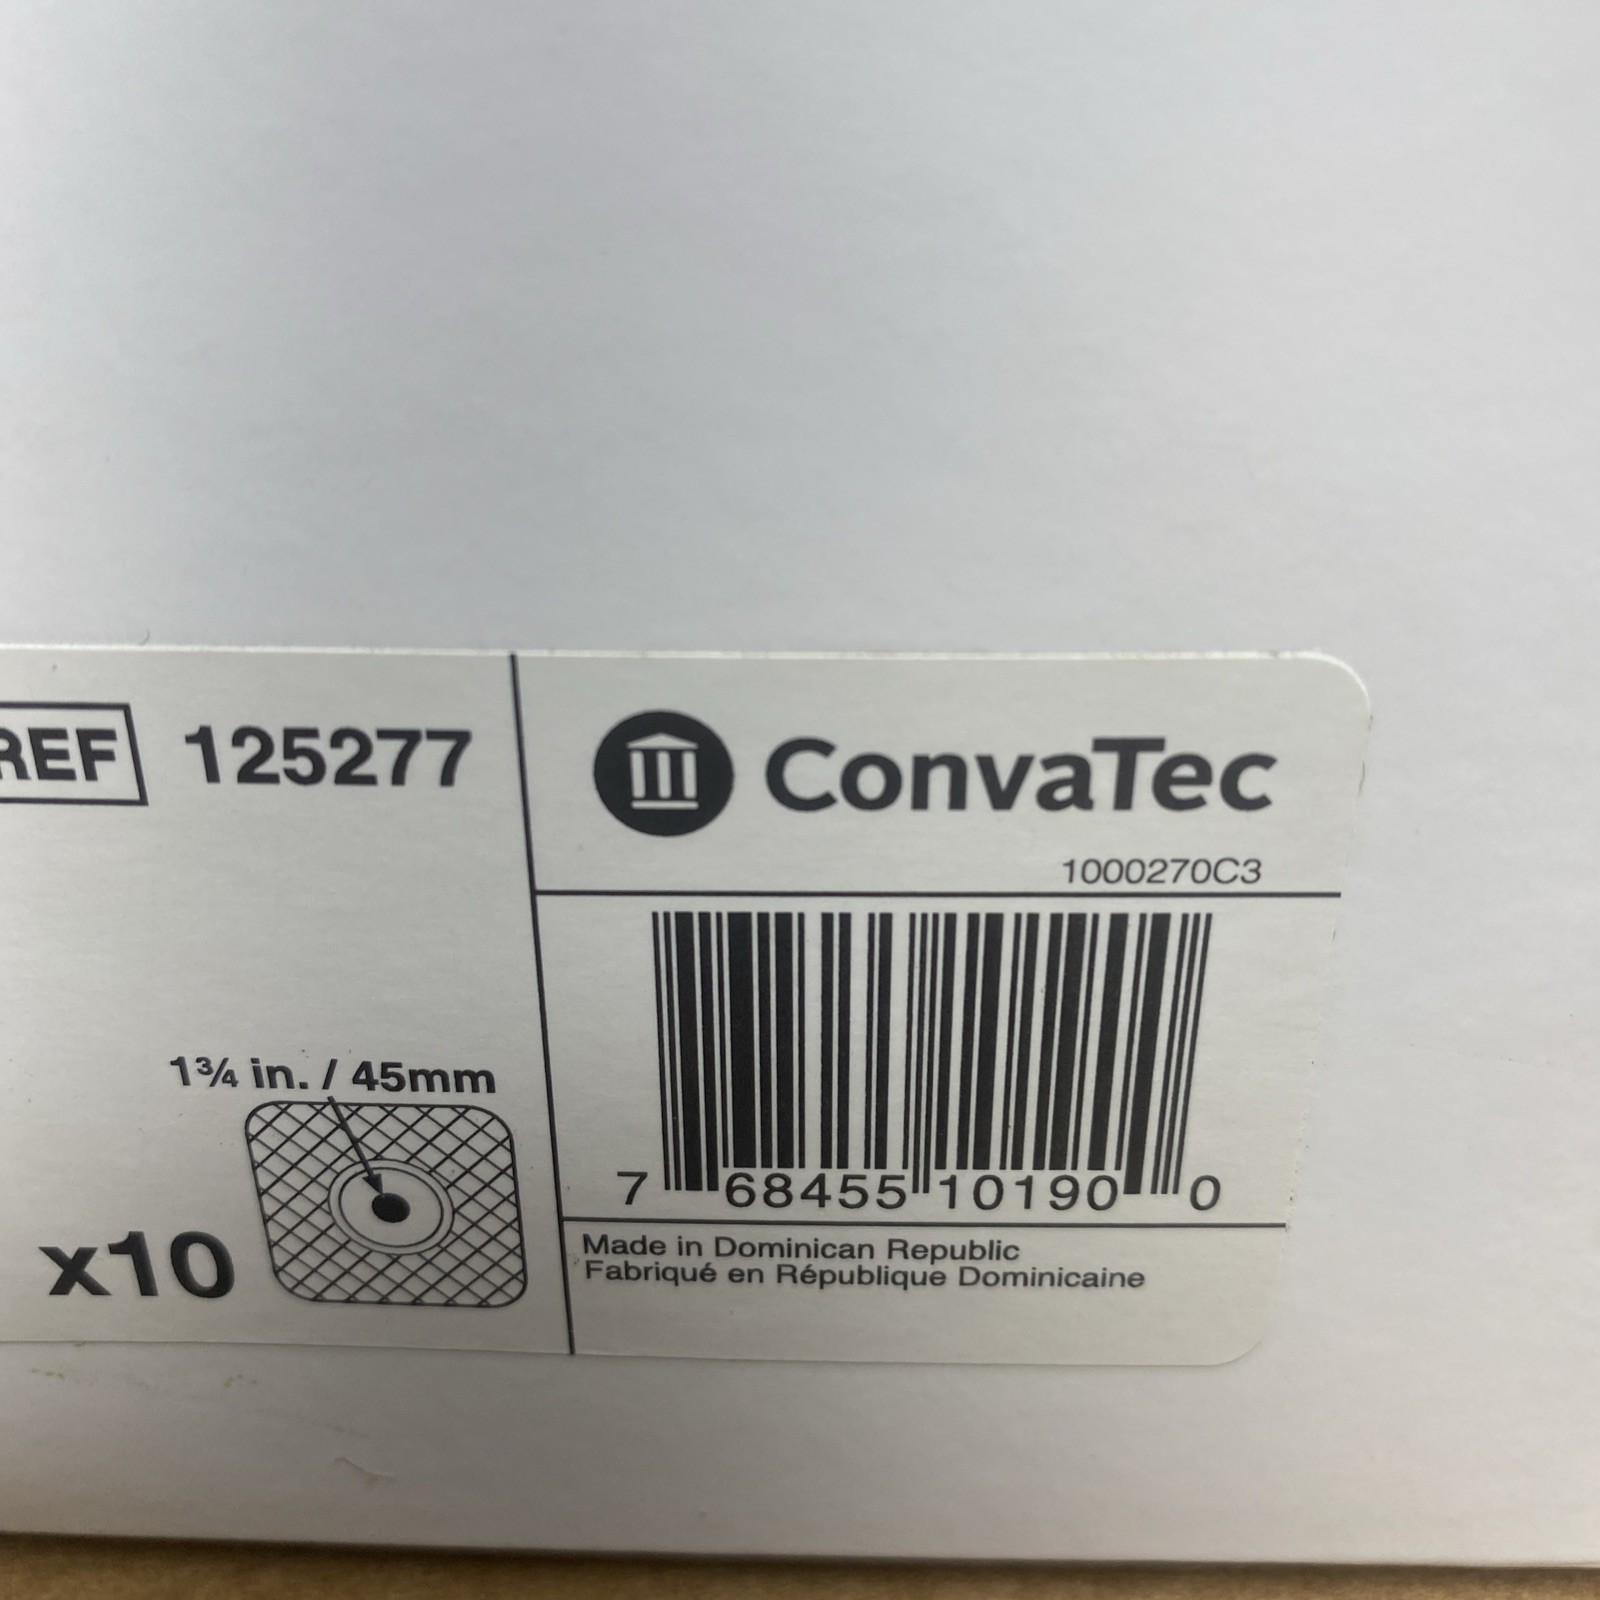 REF 125277
ConvaTec
1000270C3
1¾ in. / 45mm
x10
7 68455 10190 0
Made in Dominican Republic
Fabriqué en République Dominicaine